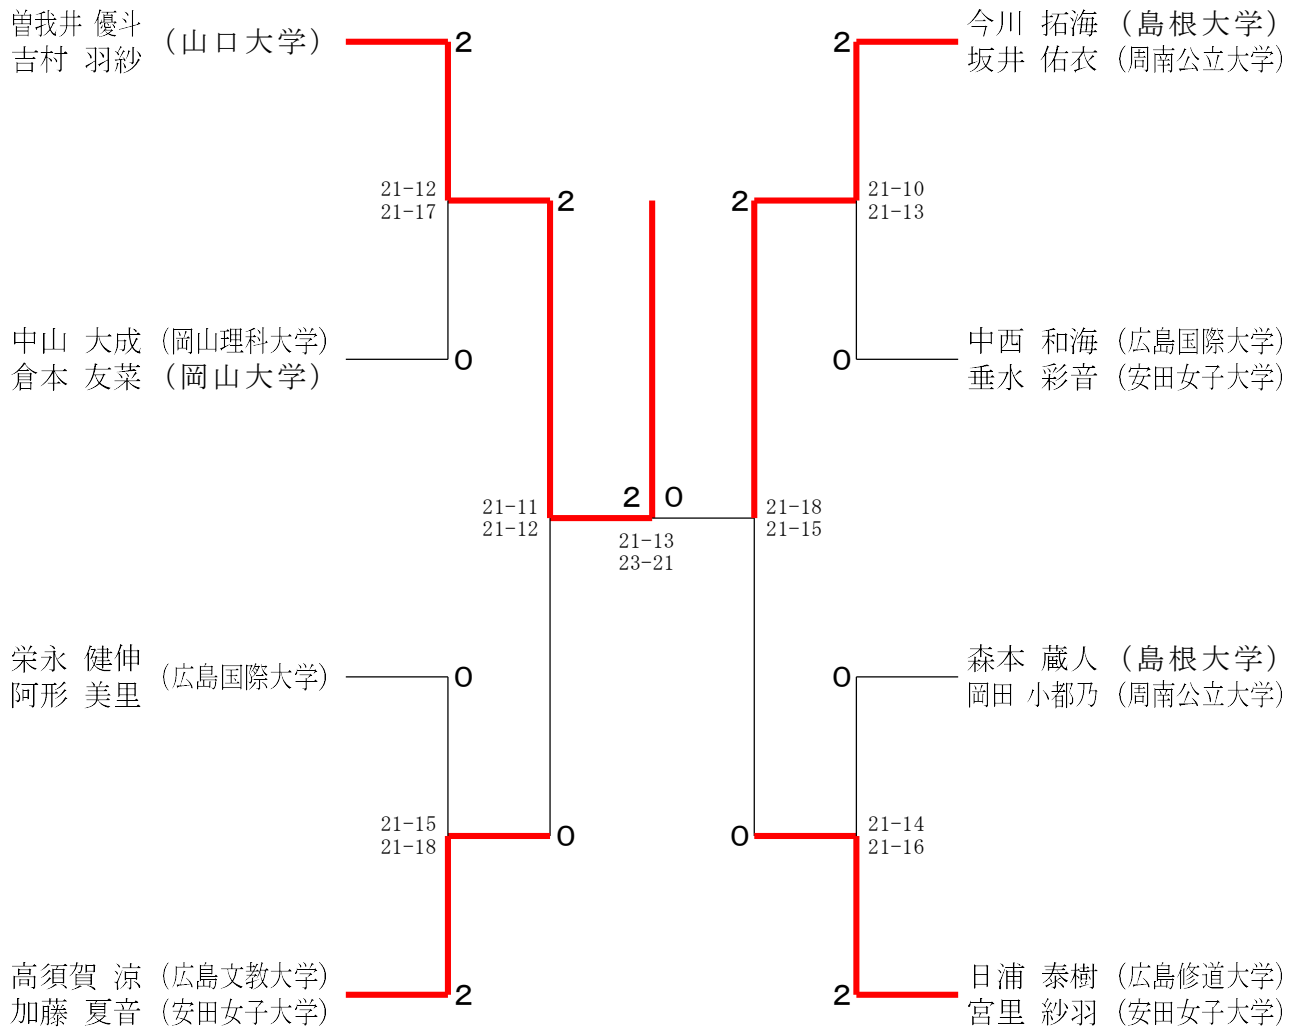 曽我井 優斗
吉村 羽紗
(山口大学)
2
2
今川 拓海 (島根大学)
坂井 佑衣 (周南公立大学)
21-12
21-17
2
2
21-10
21-13
中山 大成 (岡山理科大学)
倉本 友菜 (岡山大学)
0
0
中西 和海 (広島国際大学)
垂水 彩音 (安田女子大学)
21-11
21-12
2 0
21-13
23-21
21-18
21-15
栄永 健伸
阿形 美里
(広島国際大学)
0
0
森本 蔵人 (島根大学)
岡田 小都乃 (周南公立大学)
21-15
21-18
0
0
21-14
21-16
高須賀 涼 (広島文教大学)
加藤 夏音 (安田女子大学)
2
2
日浦 泰樹 (広島修道大学)
宮里 紗羽 (安田女子大学)